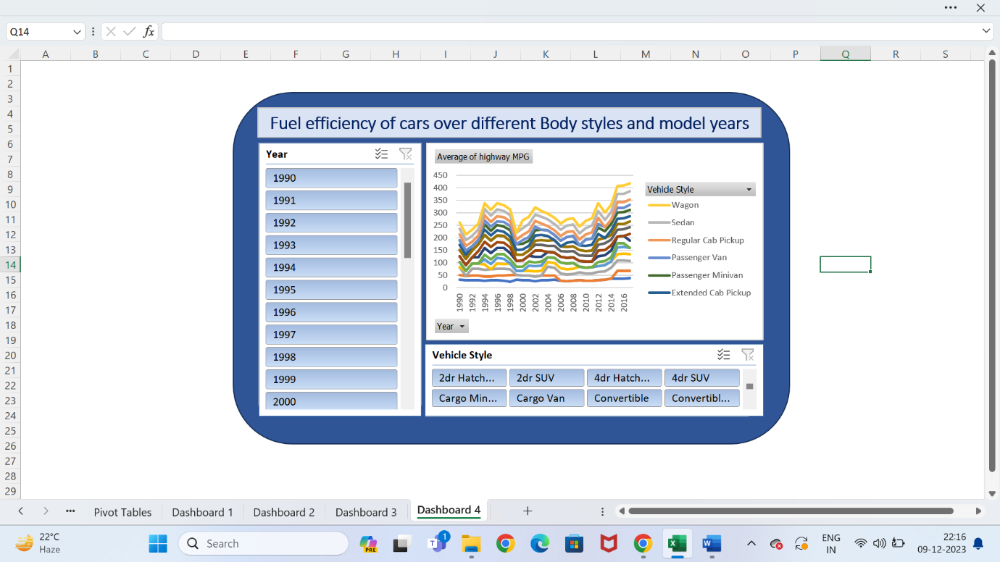 Q14
fx
A B C D E F G H I J K L M N O P Q R S
1
2
3
4
5
6
7
8
9
10
11
12
13
14
15
16
17
18
19
20
21
22
23
24
25
26
27
28
29
Fuel efficiency of cars over different Body styles and model years
Year
1990
1991
1992
1993
1994
1995
1996
1997
1998
1999
2000
Average of highway MPG
450
400
350
300
250
200
150
100
50
0
1990 1992 1994 1996 1998 2000 2002 2004 2006 2008 2010 2012 2014 2016
Year
Vehicle Style
Wagon
Sedan
Regular Cab Pickup
Passenger Van
Passenger Minivan
Extended Cab Pickup
Vehicle Style
2dr Hatch... 2dr SUV 4dr Hatch... 4dr SUV
Cargo Min... Cargo Van Convertible Convertibl...
Pivot Tables Dashboard 1 Dashboard 2 Dashboard 3 Dashboard 4
22°C
Haze
Search
PRE
T
1
X
W
ENG
IN
22:16
09-12-2023